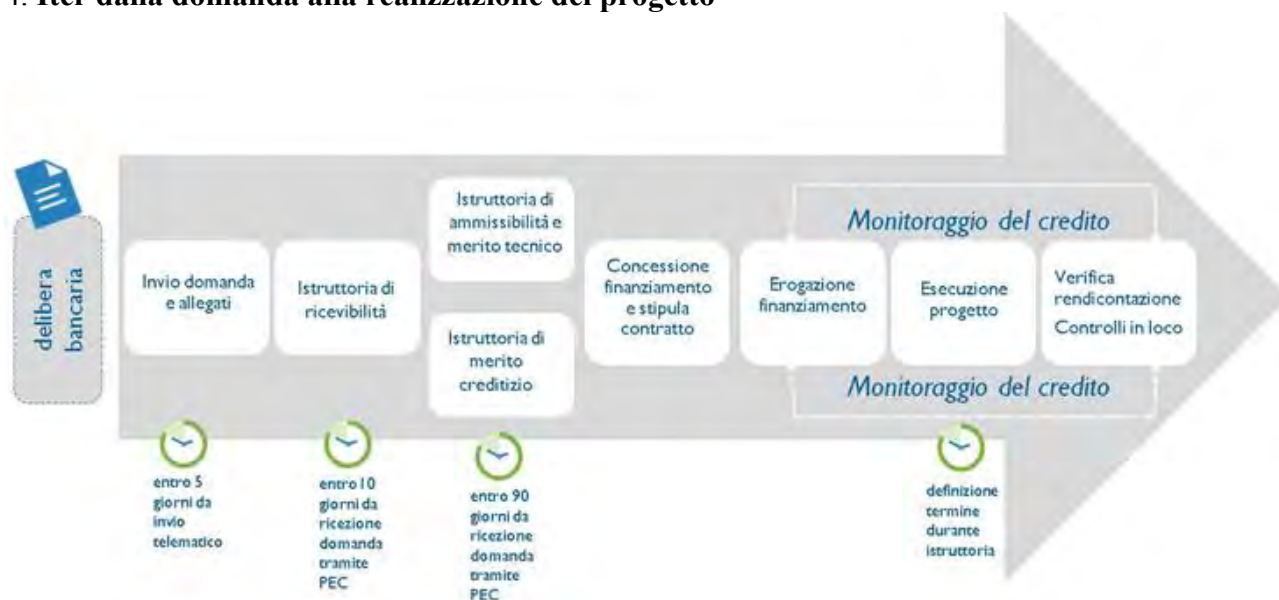 Iter dalla domanda alla realizzazione del progetto
delibera
bancaria
Invio domanda
e allegati
Istruttoria di
ricevibilità
Istruttoria di
ammissibilità e
merito tecnico
Istruttoria di
merito
creditizio
Concessione
finanziamento
e stipula
contratto
Monitoraggio del credito
Erogazione
finanziamento
Esecuzione
progetto
Verifica
rendicontazione
Controlli in loco
Monitoraggio del credito
entro 5
giorni da
invio
telematico
entro 10
giorni da
ricezione
domanda
tramite
PEC
entro 90
giorni da
ricezione
domanda
tramite
PEC
definizione
termine
durante
istruttoria